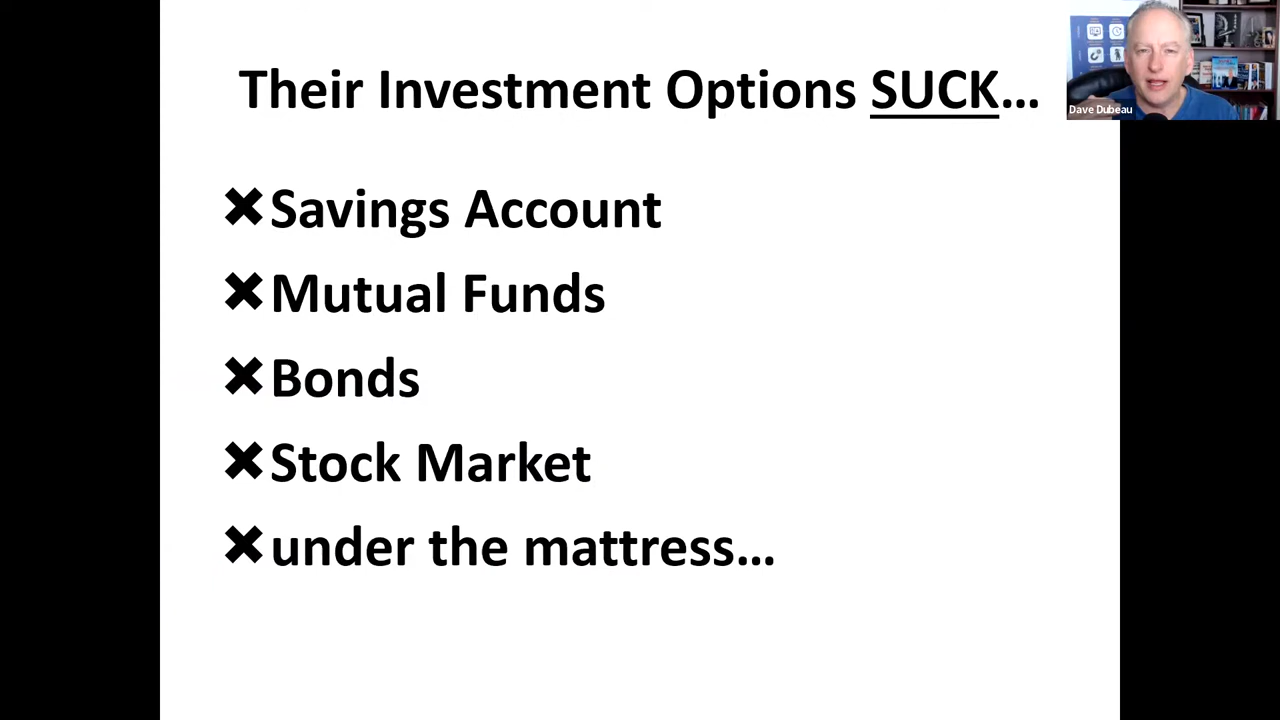 Their Investment Options SUCK...
Dave Dubeau
✖Savings Account
✖Mutual Funds
✖Bonds
✖Stock Market
✖under the mattress...